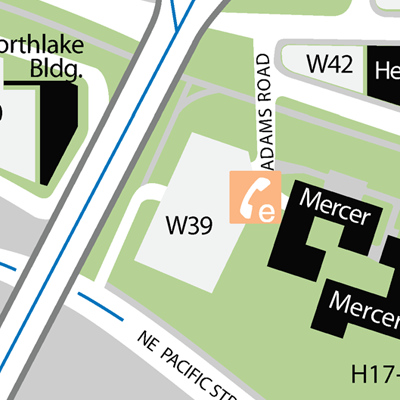 orthlake
Bldg.
W42
He
ADAMS ROAD
e
Mercer
W39
Mercer
NE PACIFIC STR
H17-